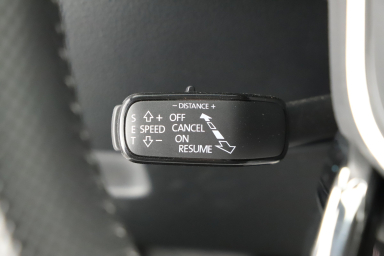 − DISTANCE +
S + OFF
E SPEED CANCEL
T − ON
RESUME